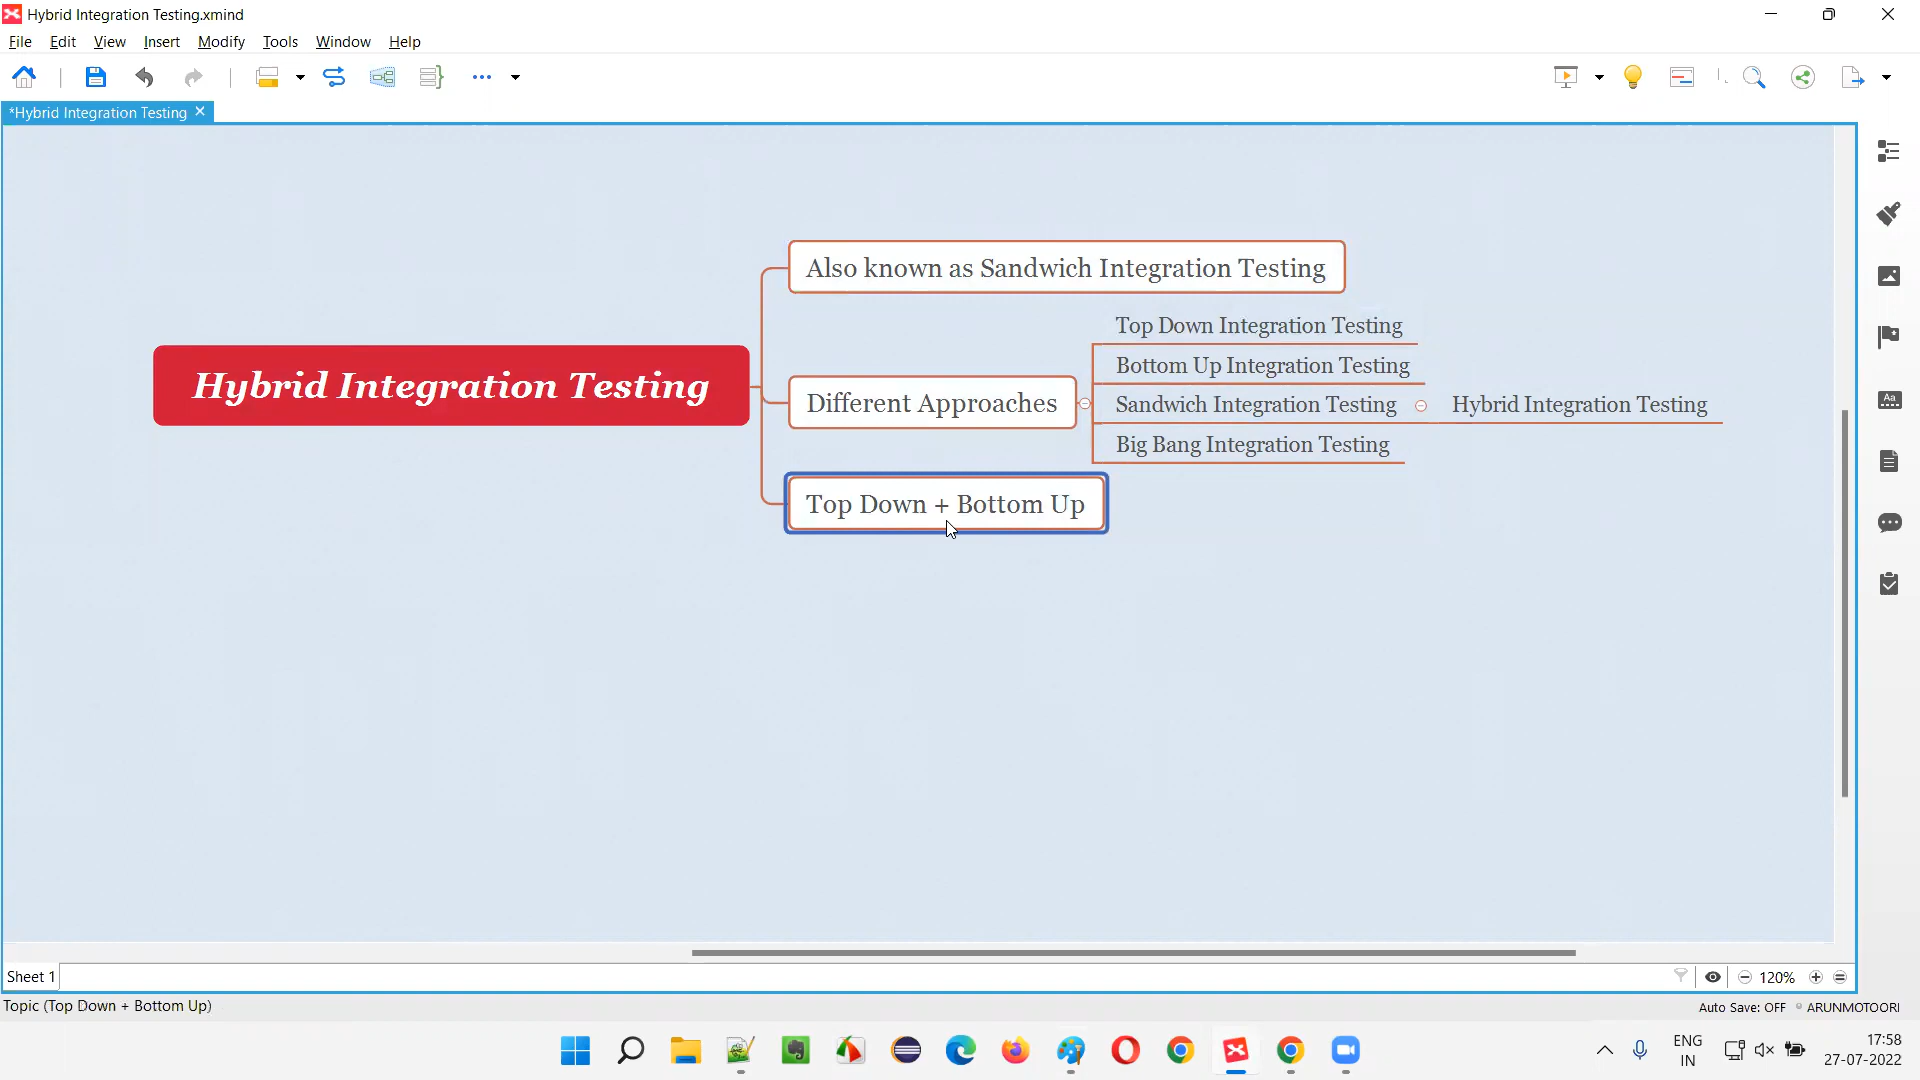 Hybrid Integration Testing.xmind
File Edit View Insert Modify Tools Window Help
*Hybrid Integration Testing
Also known as Sandwich Integration Testing
Top Down Integration Testing
Bottom Up Integration Testing
Hybrid Integration Testing
Different Approaches
Sandwich Integration Testing
Hybrid Integration Testing
Big Bang Integration Testing
Top Down + Bottom Up
Aa
Sheet 1
120%
Topic (Top Down + Bottom Up)
Auto Save: OFF
ARUNMOTOORI
ENG
IN
17:58
27-07-2022